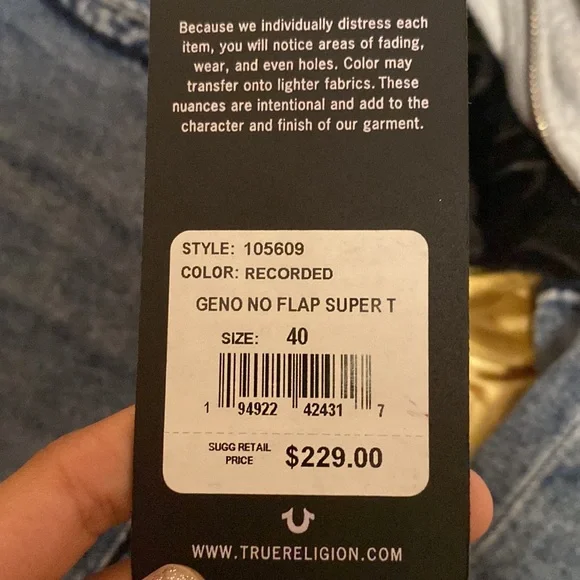 Because we individually distress each
item, you will notice areas of fading,
wear, and even holes. Color may
transfer onto lighter fabrics. These
nuances are intentional and add to the
character and finish of our garment.
STYLE: 105609
COLOR: RECORDED
GENO NO FLAP SUPER T
SIZE: 40
1 94922 42431 7
SUGG RETAIL
PRICE
$229.00
WWW.TRUERELIGION.COM